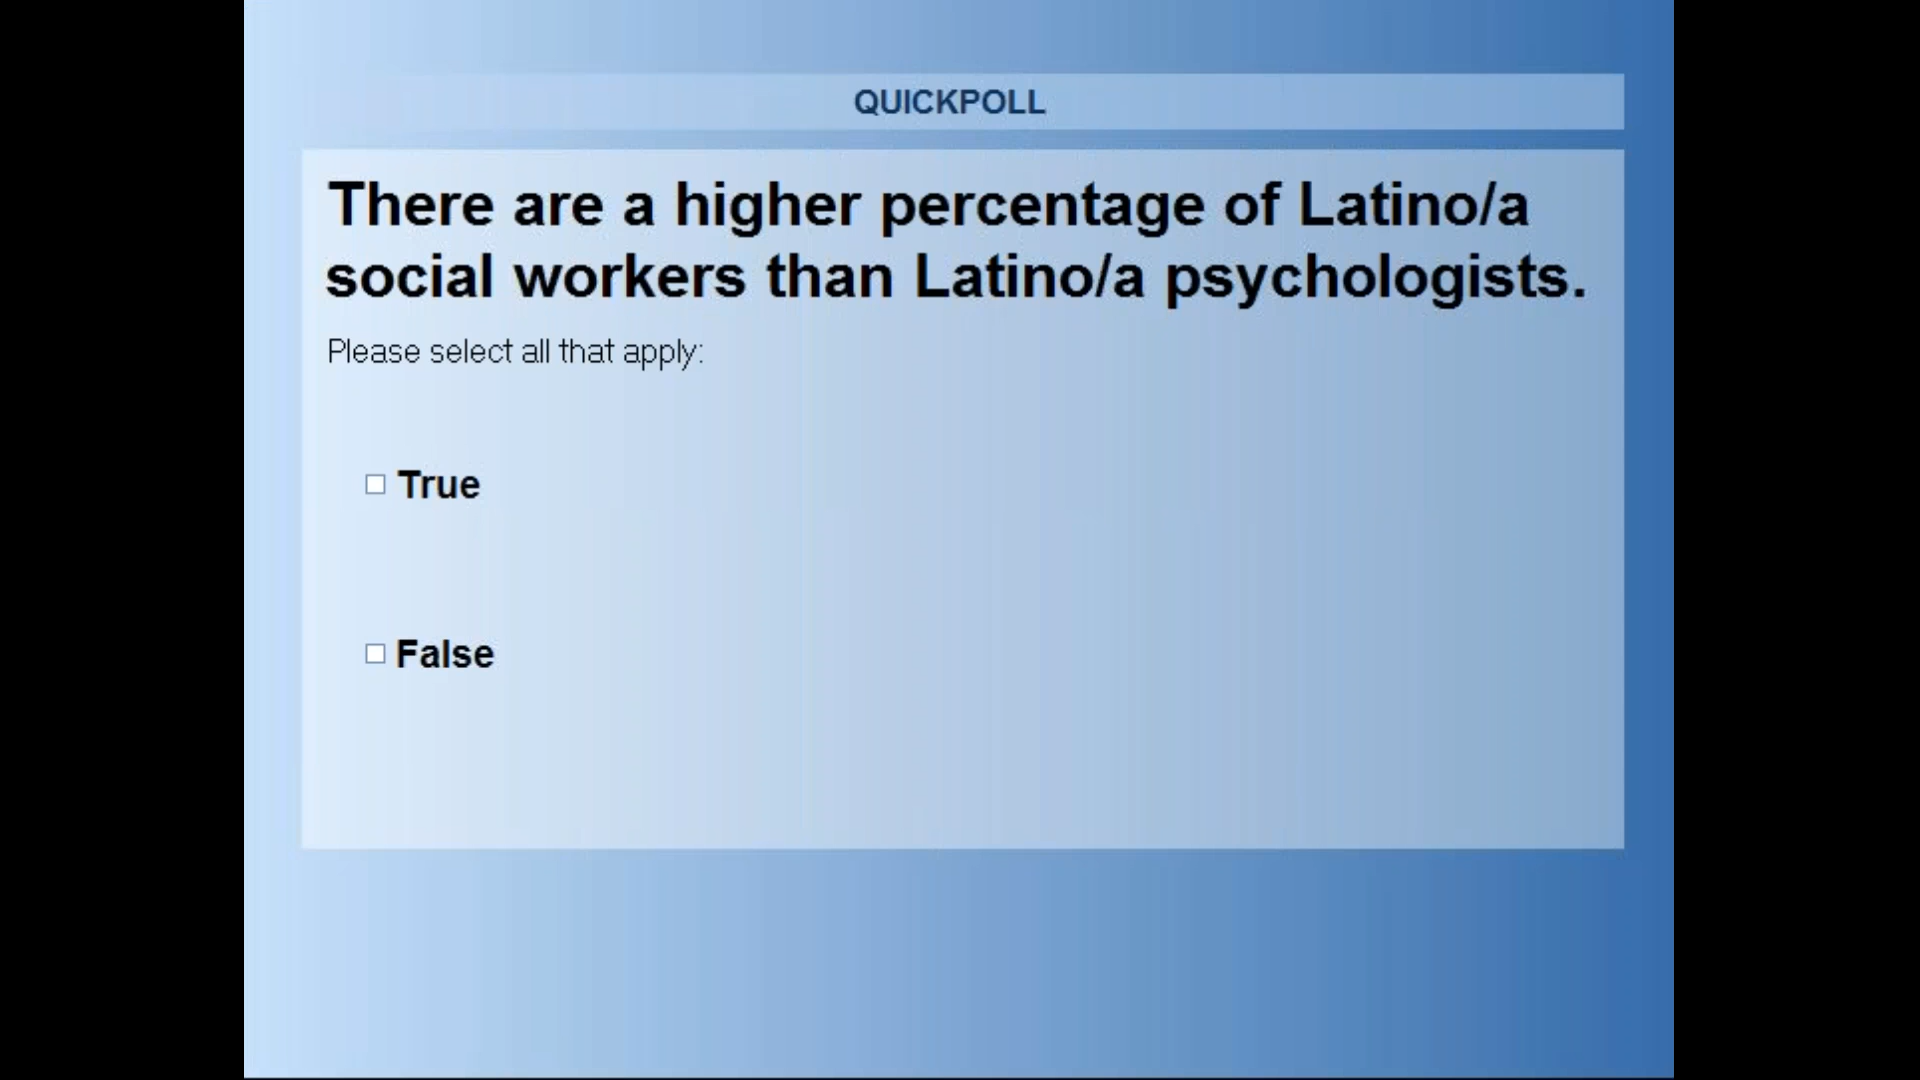 QUICKPOLL
There are a higher percentage of Latino/a
social workers than Latino/a psychologists.
Please select all that apply:
True
False